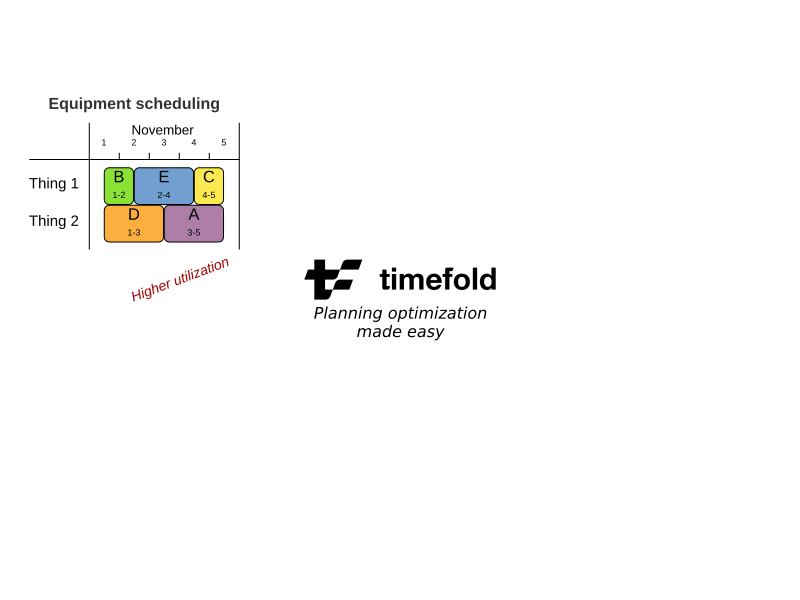 Equipment scheduling
November
1 2 3 4 5
Thing 1
B E C
1-2 2-4 4-5
Thing 2
D A
1-3 3-5
Higher utilization
timefold
Planning optimization
made easy